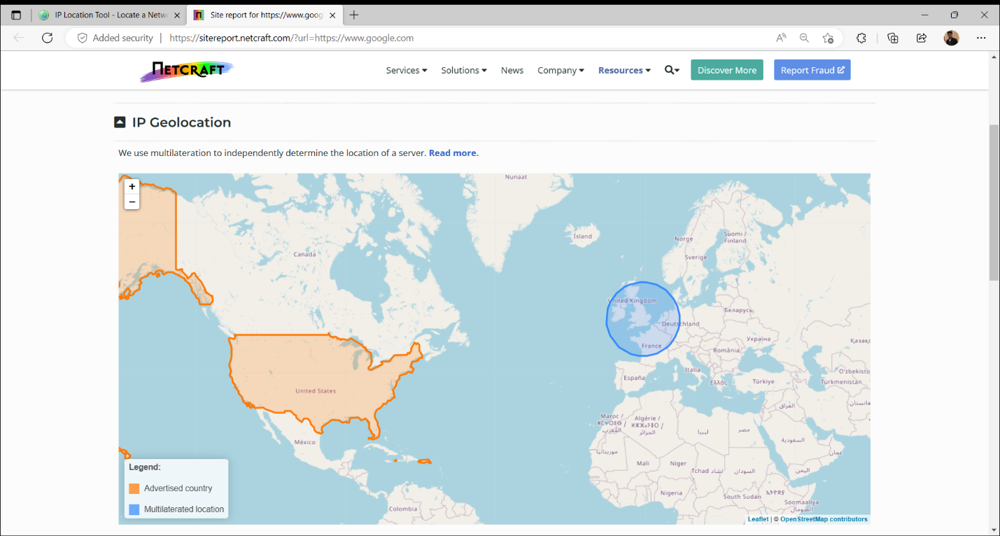 IP Location Tool - Locate a Netw
Site report for https://www.goog
Added security
https://sitereport.netcraft.com/?url=https://www.google.com
NETCRAFT
Services
Solutions
News
Company
Resources
Discover More
Report Fraud
IP Geolocation
We use multilateration to independently determine the location of a server. Read more.
+
−
Nunaat
Ísland
Norge
Suomi /
Finland
Sverige
Canada
United Kingdom
Беларусь
Deutschland
Україна
Қазақс
France
România
Italia
O'zbekisto
España
Ελλάς
Türkiye
Türkmenistan
United States
العراق
Maroc /
ⵍⵎⵖⵔⵉⴱ /
المغرب
Algérie /
ⵍⵣⵣⴰⵢⴻⵔ /
الجزائر
ليبيا
مصر
السعودية
México
موريتانيا
عمان
Mali
Niger
Tchad تشاد
السودان
اليمن
Nigeria
South Sudan
ኢትዮጵያ
Soomaaliya
الصومال
Colombia
Legend:
Advertised country
Multilaterated location
Leaflet | © OpenStreetMap contributors